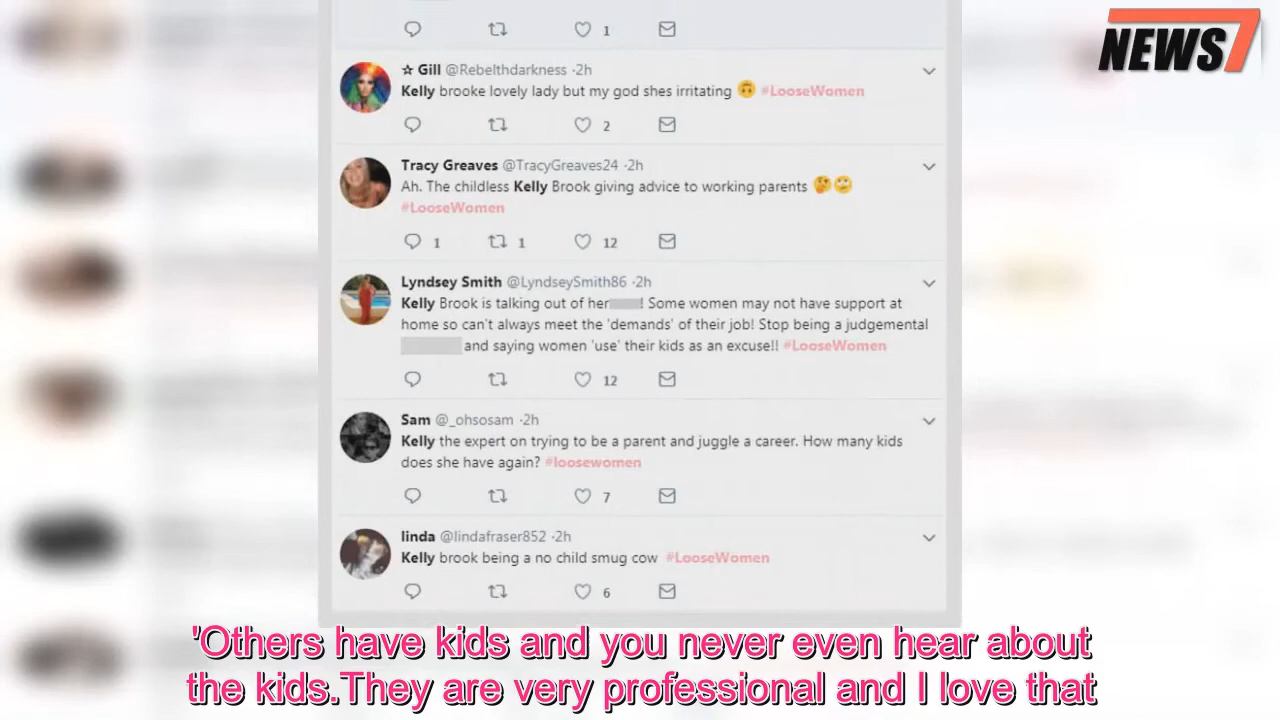 1
NEWS7
☆ Gill @Rebelthdarkness ·2h
Kelly brooke lovely lady but my god shes irritating 🙃 #LooseWomen
2
Tracy Greaves @TracyGreaves24 ·2h
Ah. The childless Kelly Brook giving advice to working parents 🤔🙄
#LooseWomen
1 1 12
Lyndsey Smith @LyndseySmith86 ·2h
Kelly Brook is talking out of her ! Some women may not have support at
home so can't always meet the 'demands' of their job! Stop being a judgemental
and saying women 'use' their kids as an excuse!! #LooseWomen
12
Sam @_ohsosam ·2h
Kelly the expert on trying to be a parent and juggle a career. How many kids
does she have again? #loosewomen
7
linda @lindafraser852 ·2h
Kelly brook being a no child smug cow #LooseWomen
6
'Others have kids and you never even hear about
the kids.They are very professional and I love that